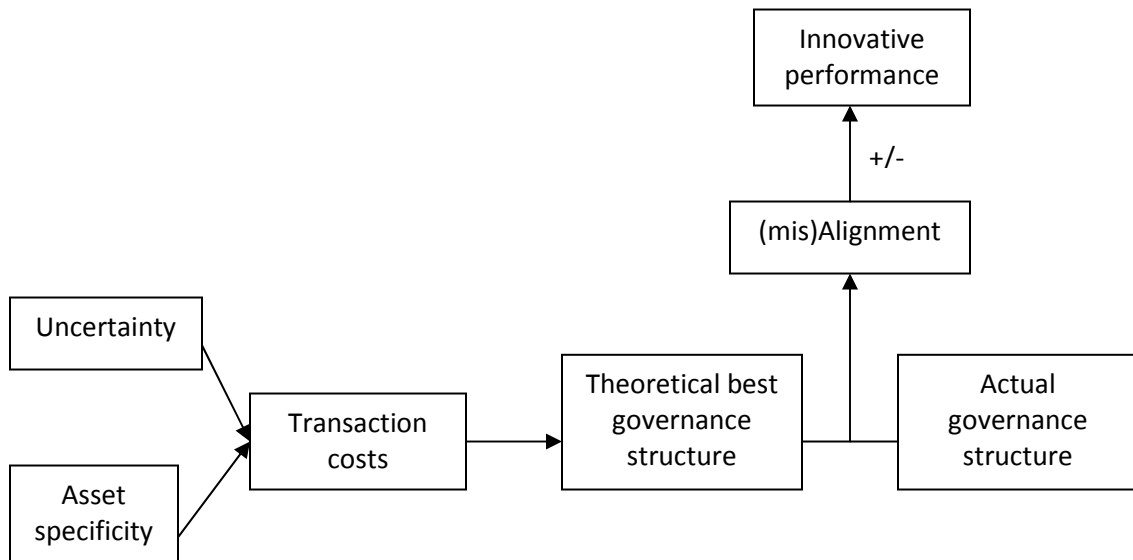 Innovative
performance
+/-
(mis)Alignment
Uncertainty
Theoretical best
governance
structure
Actual
governance
structure
Transaction
costs
Asset
specificity